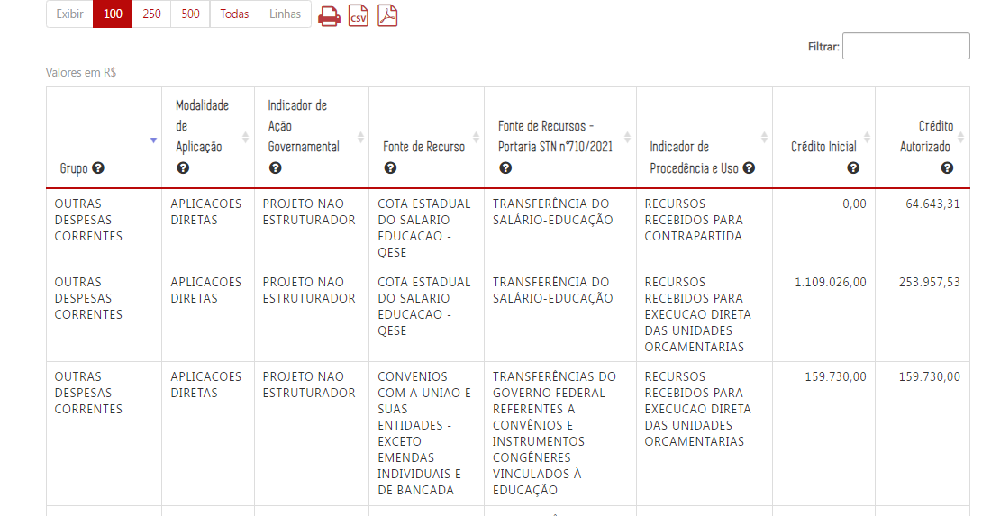 Exibir 100 250 500 Todas Linhas CSV
Filtrar:
Valores em R$
Grupo
Modalidade
de
Aplicação
Indicador de
Ação
Governamental
Fonte de Recurso
Fonte de Recursos -
Portaria STN nº710/2021
Indicador de
Procedência e Uso
Crédito Inicial
Crédito
Autorizado
OUTRAS
DESPESAS
CORRENTES
APLICACOES
DIRETAS
PROJETO NAO
ESTRUTURADOR
COTA ESTADUAL
DO SALARIO
EDUCACAO -
QESE
TRANSFERÊNCIA DO
SALÁRIO-EDUCAÇÃO
RECURSOS
RECEBIDOS PARA
CONTRAPARTIDA
0,00
64.643,31
OUTRAS
DESPESAS
CORRENTES
APLICACOES
DIRETAS
PROJETO NAO
ESTRUTURADOR
COTA ESTADUAL
DO SALARIO
EDUCACAO -
QESE
TRANSFERÊNCIA DO
SALÁRIO-EDUCAÇÃO
RECURSOS
RECEBIDOS PARA
EXECUCAO DIRETA
DAS UNIDADES
ORCAMENTARIAS
1.109.026,00
253.957,53
OUTRAS
DESPESAS
CORRENTES
APLICACOES
DIRETAS
PROJETO NAO
ESTRUTURADOR
CONVENIOS
COM A UNIAO E
SUAS
ENTIDADES -
EXCETO
EMENDAS
INDIVIDUAIS E
DE BANCADA
TRANSFERÊNCIAS DO
GOVERNO FEDERAL
REFERENTES A
CONVÊNIOS E
INSTRUMENTOS
CONGÊNERES
VINCULADOS À
EDUCAÇÃO
RECURSOS
RECEBIDOS PARA
EXECUCAO DIRETA
DAS UNIDADES
ORCAMENTARIAS
159.730,00
159.730,00